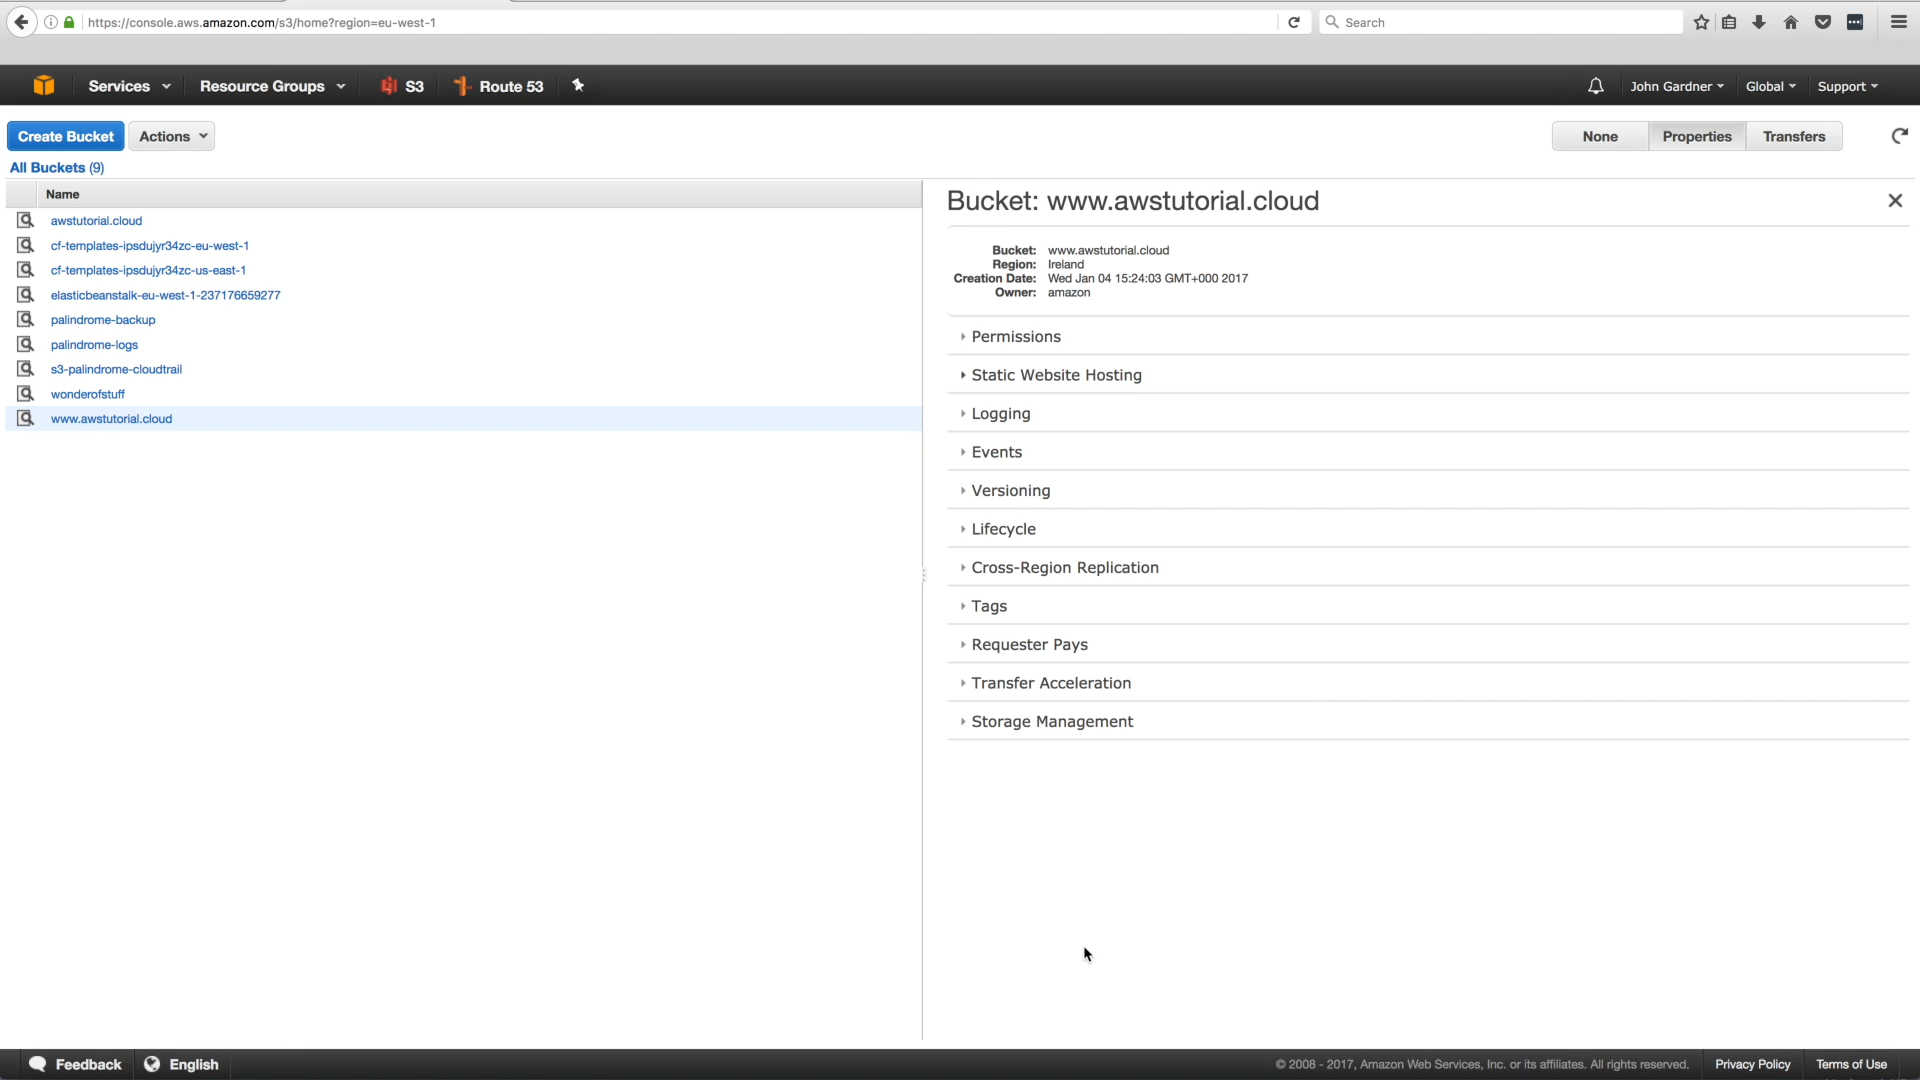 https://console.aws.amazon.com/s3/home?region=eu-west-1
Search
Services
Resource Groups
S3
Route 53
John Gardner
Global
Support
Create Bucket
Actions
None
Properties
Transfers
All Buckets (9)
Name
awstutorial.cloud
cf-templates-ipsdujyr34zc-eu-west-1
cf-templates-ipsdujyr34zc-us-east-1
elasticbeanstalk-eu-west-1-237176659277
palindrome-backup
palindrome-logs
s3-palindrome-cloudtrail
wonderofstuff
www.awstutorial.cloud
Bucket: www.awstutorial.cloud
Bucket: www.awstutorial.cloud
Region: Ireland
Creation Date: Wed Jan 04 15:24:03 GMT+000 2017
Owner: amazon
Permissions
Static Website Hosting
Logging
Events
Versioning
Lifecycle
Cross-Region Replication
Tags
Requester Pays
Transfer Acceleration
Storage Management
Feedback
English
© 2008 - 2017, Amazon Web Services, Inc. or its affiliates. All rights reserved.
Privacy Policy
Terms of Use